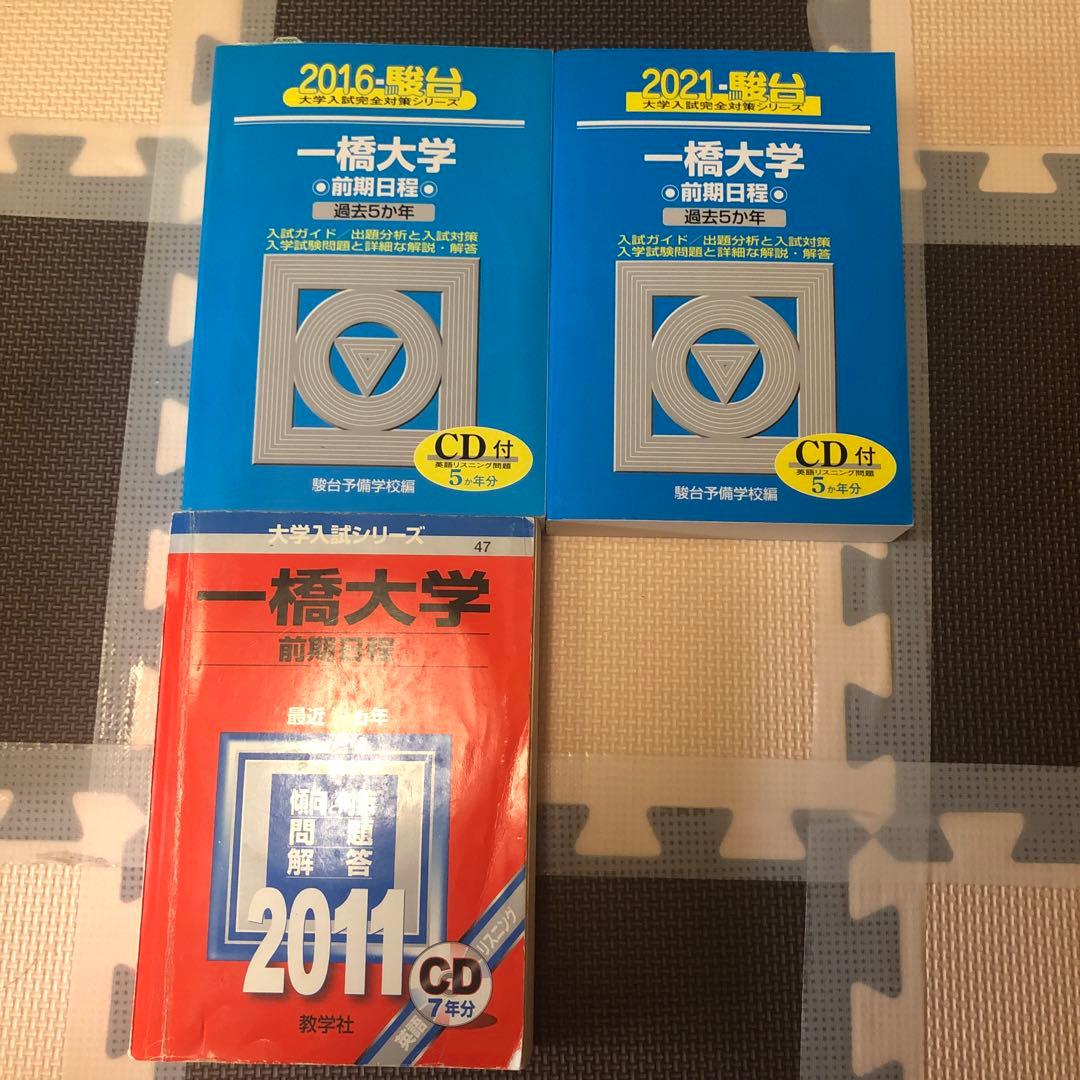 2016-駿台
大学入試完全対策シリーズ
一橋大学
前期日程
過去5か年
入試ガイド／出題分析と入試対策
入学試験問題と詳細な解説・解答
CD付
英語リスニング問題
5か年分
駿台予備学校編
2021-駿台
大学入試完全対策シリーズ
一橋大学
前期日程
過去5か年
入試ガイド／出題分析と入試対策
入学試験問題と詳細な解説・解答
CD付
英語リスニング問題
5か年分
駿台予備学校編
大学入試シリーズ
47
一橋大学
前期日程
最近 か年
傾向と対策
問題
解答
2011
英語リスニング
CD
7年分
教学社